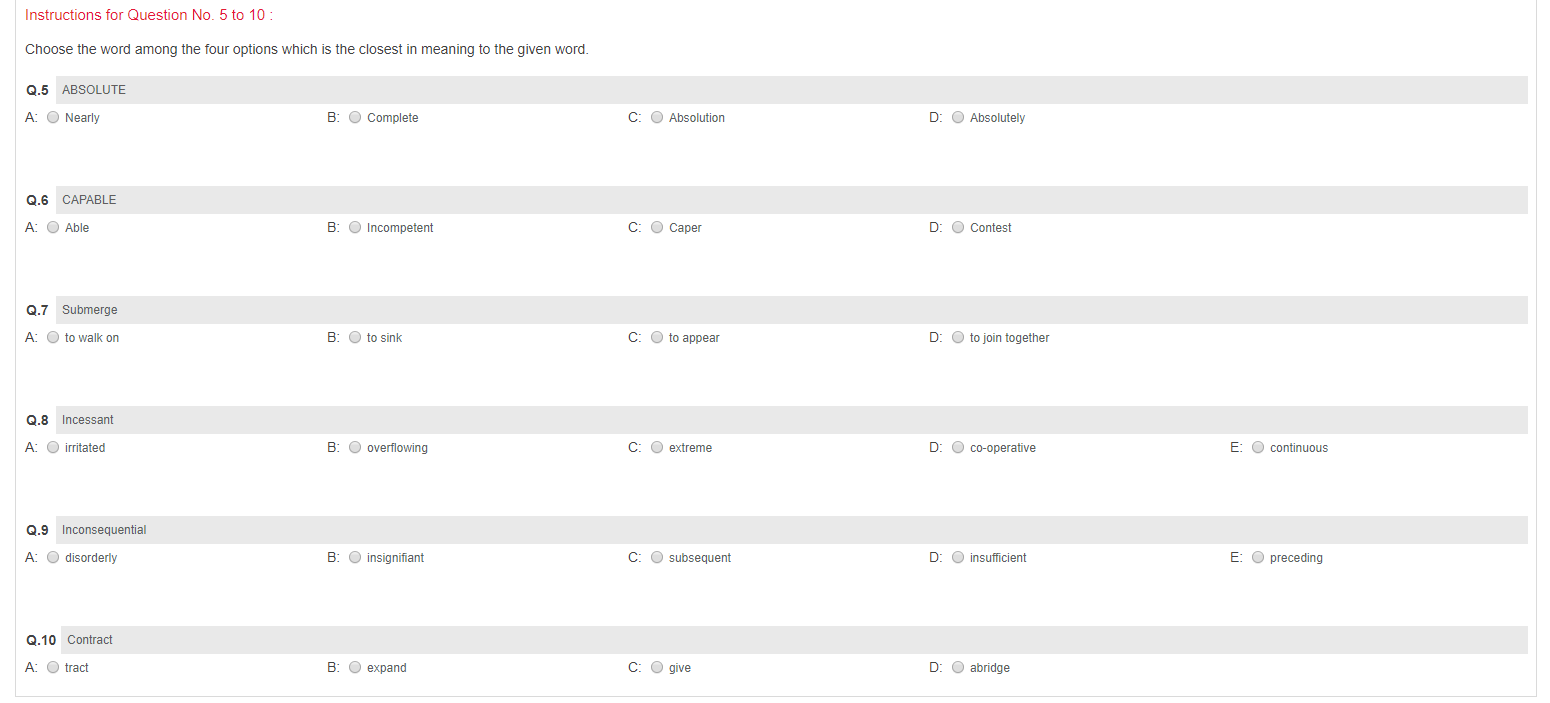 Instructions for Question No. 5 to 10 :
Choose the word among the four options which is the closest in meaning to the given word.
Q.5 ABSOLUTE
A: Nearly B: Complete C: Absolution D: Absolutely
Q.6 CAPABLE
A: Able B: Incompetent C: Caper D: Contest
Q.7 Submerge
A: to walk on B: to sink C: to appear D: to join together
Q.8 Incessant
A: irritated B: overflowing C: extreme D: co-operative E: continuous
Q.9 Inconsequential
A: disorderly B: insignifiant C: subsequent D: insufficient E: preceding
Q.10 Contract
A: tract B: expand C: give D: abridge